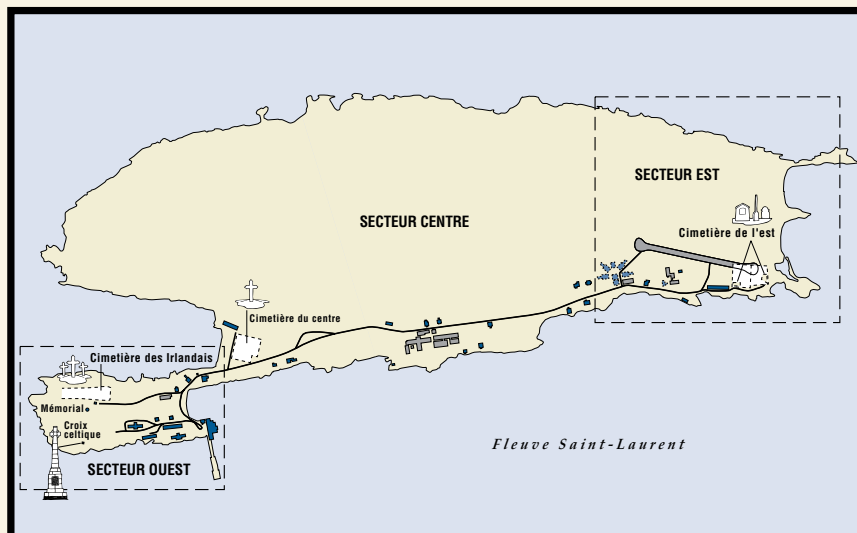 SECTEUR EST
SECTEUR CENTRE
Cimetière de l'est
Cimetière du centre
Cimetière des Irlandais
Mémorial
Croix
celtique
SECTEUR OUEST
Fleuve Saint-Laurent